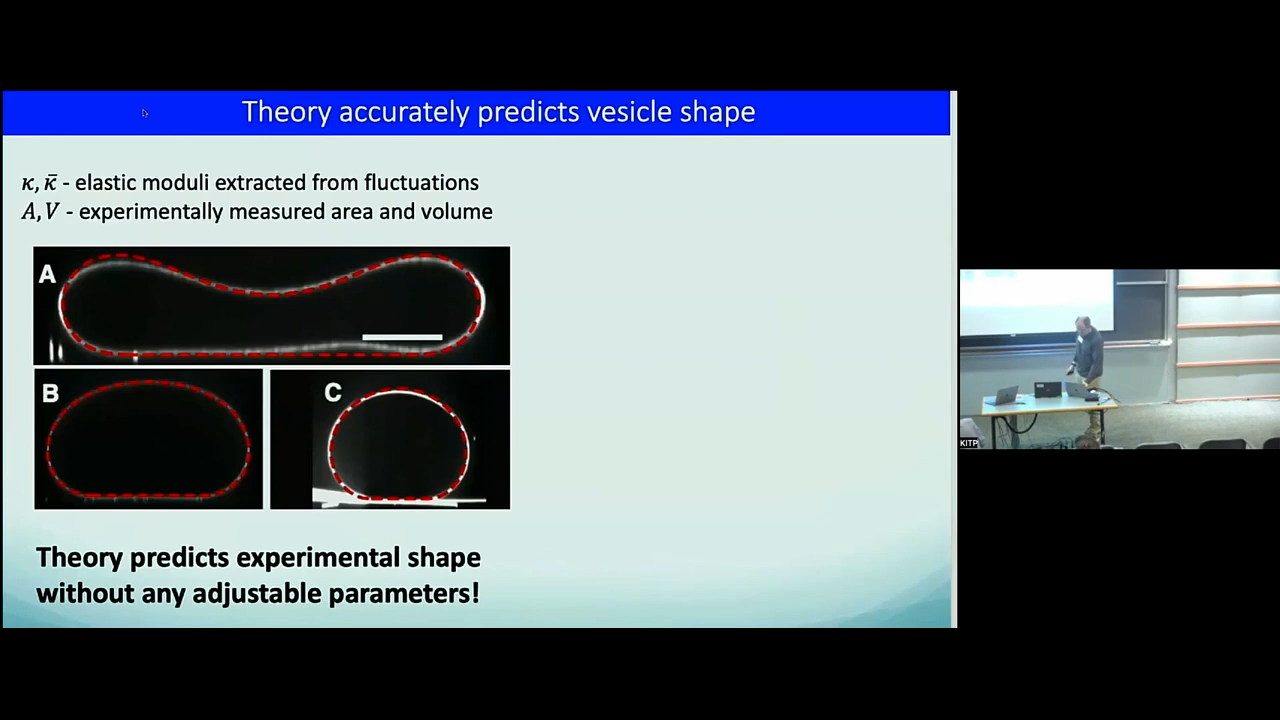 Theory accurately predicts vesicle shape
κ, κ̄ - elastic moduli extracted from fluctuations
A, V - experimentally measured area and volume
A
B
C
Theory predicts experimental shape
without any adjustable parameters!
KITP